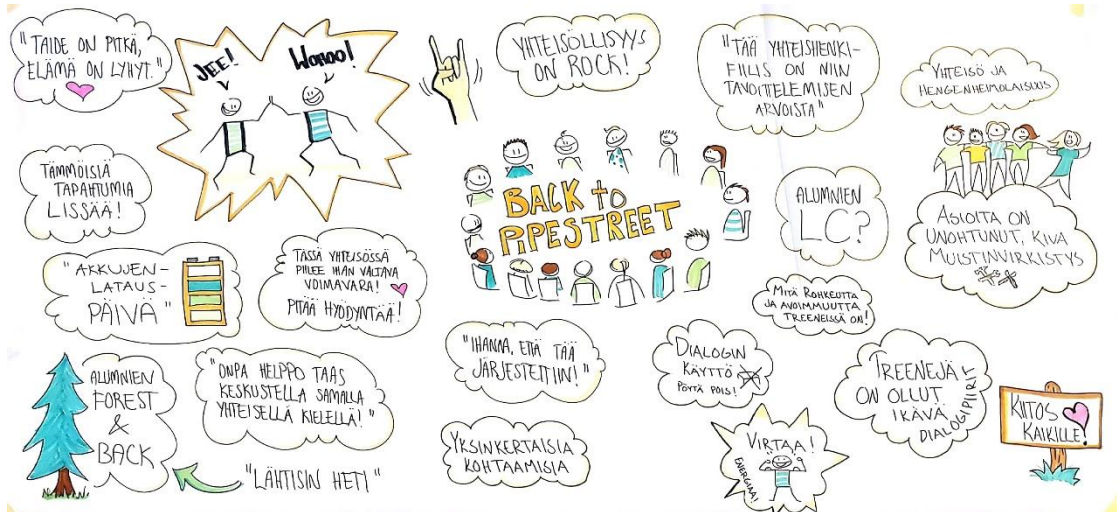 "TAIDE ON PITKÄ,
ELÄMÄ ON LYHYT."
JEE!
WOHOO!
YHTEISÖLLISYYS
ON ROCK!
"TÄÄ YHTEISHENKI-
FIILIS ON NIIN
TAVOITTELEMISEN
ARVOISTA"
YHTEISÖ JA
HENGENHEIMOLAISUUS
TÄMMÖISIÄ
TAPAHTUMIA
LISSÄÄ!
BACK to
PIPESTREET
ALUMNIEN
LC?
ASIOITA ON
UNOHTUNUT, KIVA
MUISTINVIRKISTYS
"AKKUJEN-
LATAUS-
PÄIVÄ"
TÄSSÄ YHTEISÖSSÄ
PIILEE IHAN VALTAVA
VOIMAVARA!
PITÄÄ HYÖDYNTÄÄ!
MITÄ ROHKEUTTA
JA AVOIMMUUTTA
TREENEISSÄ ON!
ALUMNIEN
FOREST
&
BACK
"ONPA HELPPO TAAS
KESKUSTELLA SAMALLA
YHTEISELLÄ KIELELLÄ!"
"IHANAA, ETTÄ TÄÄ
JÄRJESTETTIIN!"
DIALOGIN
KÄYTTÖ
PÖYTÄ POIS!
TREENEJÄ
ON OLLUT
IKÄVÄ
DIALOGIPIIRIT
KIITOS
KAIKILLE!
"LÄHTISIN HETI"
YKSINKERTAISIA
KOHTAAMISIA
VIRTAA!
ENERGIAA!